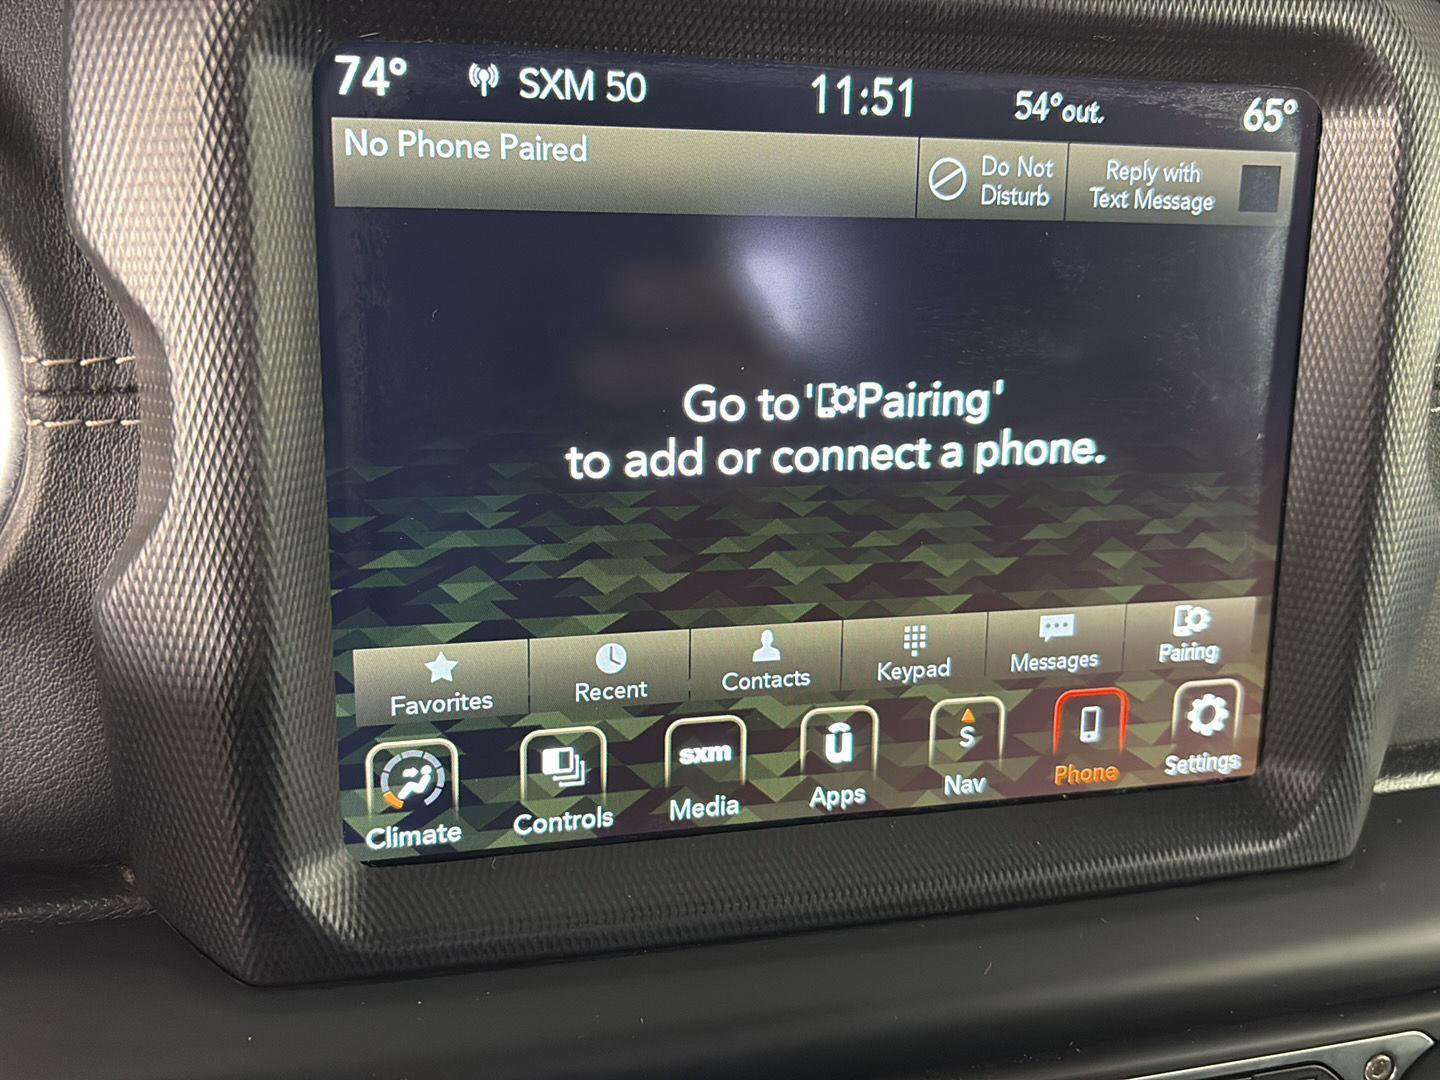 74° SXM 50 11:51 54°out. 65°
No Phone Paired
Do Not
Disturb
Reply with
Text Message
Go to 'Pairing'
to add or connect a phone.
Favorites
Recent
Contacts
Keypad
Messages
Pairing
Climate
Controls
sxm
Media
ū
Apps
S
Nav
Phone
Settings